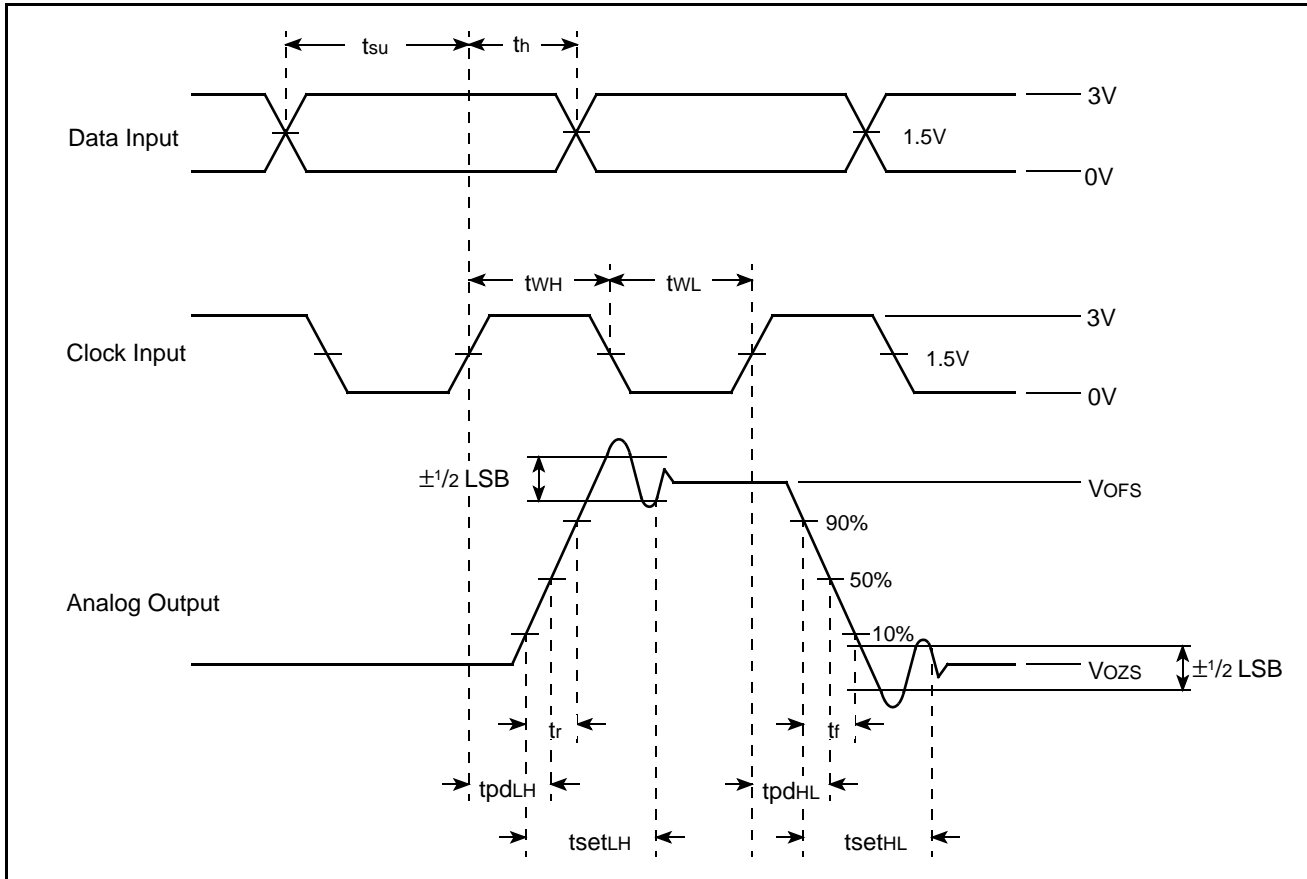 tsu
th
Data Input
3V
1.5V
0V
tWH
tWL
Clock Input
3V
1.5V
0V
±1/2 LSB
VOFS
90%
50%
Analog Output
10%
VOZS
±1/2 LSB
tr
tf
tpdLH
tpdHL
tsetLH
tsetHL